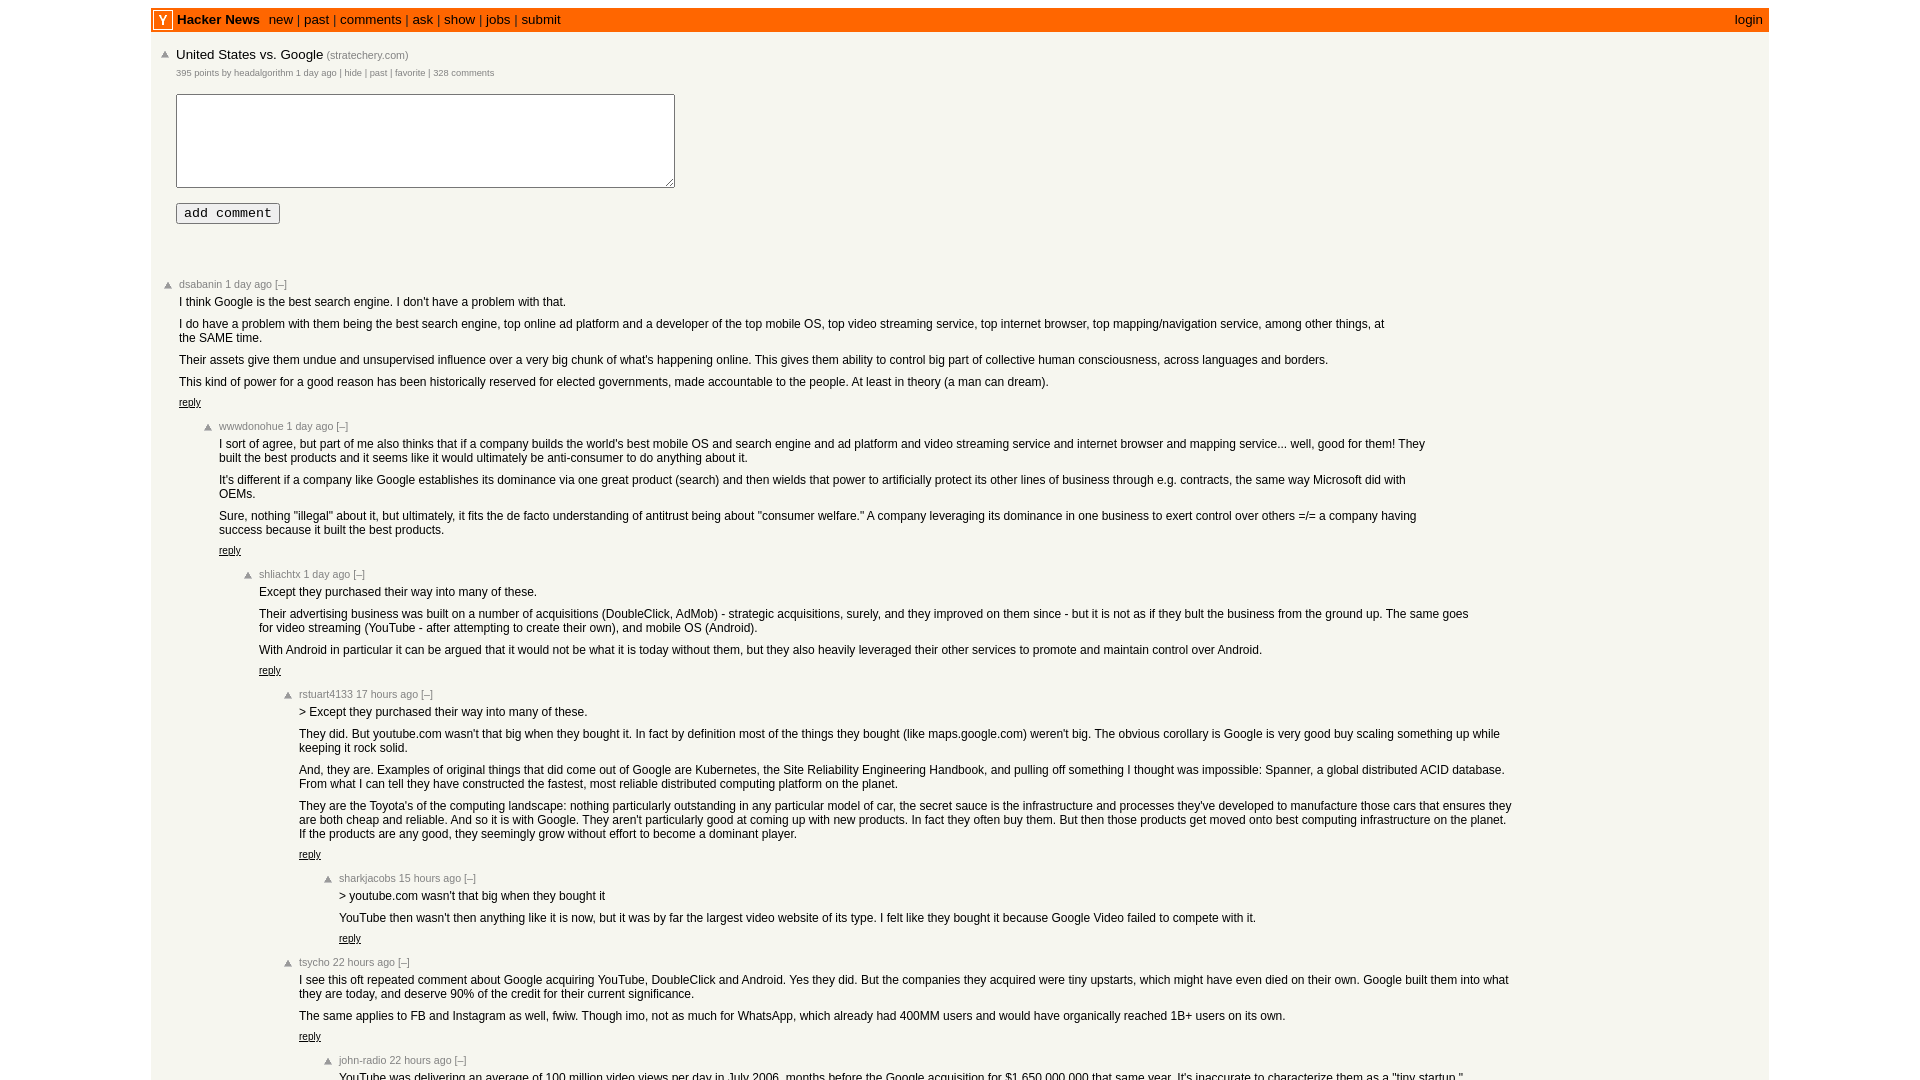 Y Hacker News new | past | comments | ask | show | jobs | submit login
United States vs. Google (stratechery.com)
395 points by headalgorithm 1 day ago | hide | past | favorite | 328 comments
add comment
dsabanin 1 day ago [–]
I think Google is the best search engine. I don't have a problem with that.
I do have a problem with them being the best search engine, top online ad platform and a developer of the top mobile OS, top video streaming service, top internet browser, top mapping/navigation service, among other things, at
the SAME time.
Their assets give them undue and unsupervised influence over a very big chunk of what's happening online. This gives them ability to control big part of collective human consciousness, across languages and borders.
This kind of power for a good reason has been historically reserved for elected governments, made accountable to the people. At least in theory (a man can dream).
reply
wwwdonohue 1 day ago [–]
I sort of agree, but part of me also thinks that if a company builds the world's best mobile OS and search engine and ad platform and video streaming service and internet browser and mapping service... well, good for them! They
built the best products and it seems like it would ultimately be anti-consumer to do anything about it.
It's different if a company like Google establishes its dominance via one great product (search) and then wields that power to artificially protect its other lines of business through e.g. contracts, the same way Microsoft did with
OEMs.
Sure, nothing "illegal" about it, but ultimately, it fits the de facto understanding of antitrust being about "consumer welfare." A company leveraging its dominance in one business to exert control over others =/= a company having
success because it built the best products.
reply
shliachtx 1 day ago [–]
Except they purchased their way into many of these.
Their advertising business was built on a number of acquisitions (DoubleClick, AdMob) - strategic acquisitions, surely, and they improved on them since - but it is not as if they bult the business from the ground up. The same goes
for video streaming (YouTube - after attempting to create their own), and mobile OS (Android).
With Android in particular it can be argued that it would not be what it is today without them, but they also heavily leveraged their other services to promote and maintain control over Android.
reply
rstuart4133 17 hours ago [–]
> Except they purchased their way into many of these.
They did. But youtube.com wasn't that big when they bought it. In fact by definition most of the things they bought (like maps.google.com) weren't big. The obvious corollary is Google is very good buy scaling something up while
keeping it rock solid.
And, they are. Examples of original things that did come out of Google are Kubernetes, the Site Reliability Engineering Handbook, and pulling off something I thought was impossible: Spanner, a global distributed ACID database.
From what I can tell they have constructed the fastest, most reliable distributed computing platform on the planet.
They are the Toyota's of the computing landscape: nothing particularly outstanding in any particular model of car, the secret sauce is the infrastructure and processes they've developed to manufacture those cars that ensures they
are both cheap and reliable. And so it is with Google. They aren't particularly good at coming up with new products. In fact they often buy them. But then those products get moved onto best computing infrastructure on the planet.
If the products are any good, they seemingly grow without effort to become a dominant player.
reply
sharkjacobs 15 hours ago [–]
> youtube.com wasn't that big when they bought it
YouTube then wasn't then anything like it is now, but it was by far the largest video website of its type. I felt like they bought it because Google Video failed to compete with it.
reply
tsycho 22 hours ago [–]
I see this oft repeated comment about Google acquiring YouTube, DoubleClick and Android. Yes they did. But the companies they acquired were tiny upstarts, which might have even died on their own. Google built them into what
they are today, and deserve 90% of the credit for their current significance.
The same applies to FB and Instagram as well, fwiw. Though imo, not as much for WhatsApp, which already had 400MM users and would have organically reached 1B+ users on its own.
reply
john-radio 22 hours ago [–]
YouTube was delivering an average of 100 million video views per day in July 2006, months before the Google acquisition for $1,650,000,000 that same year. It's inaccurate to characterize them as a "tiny startup."